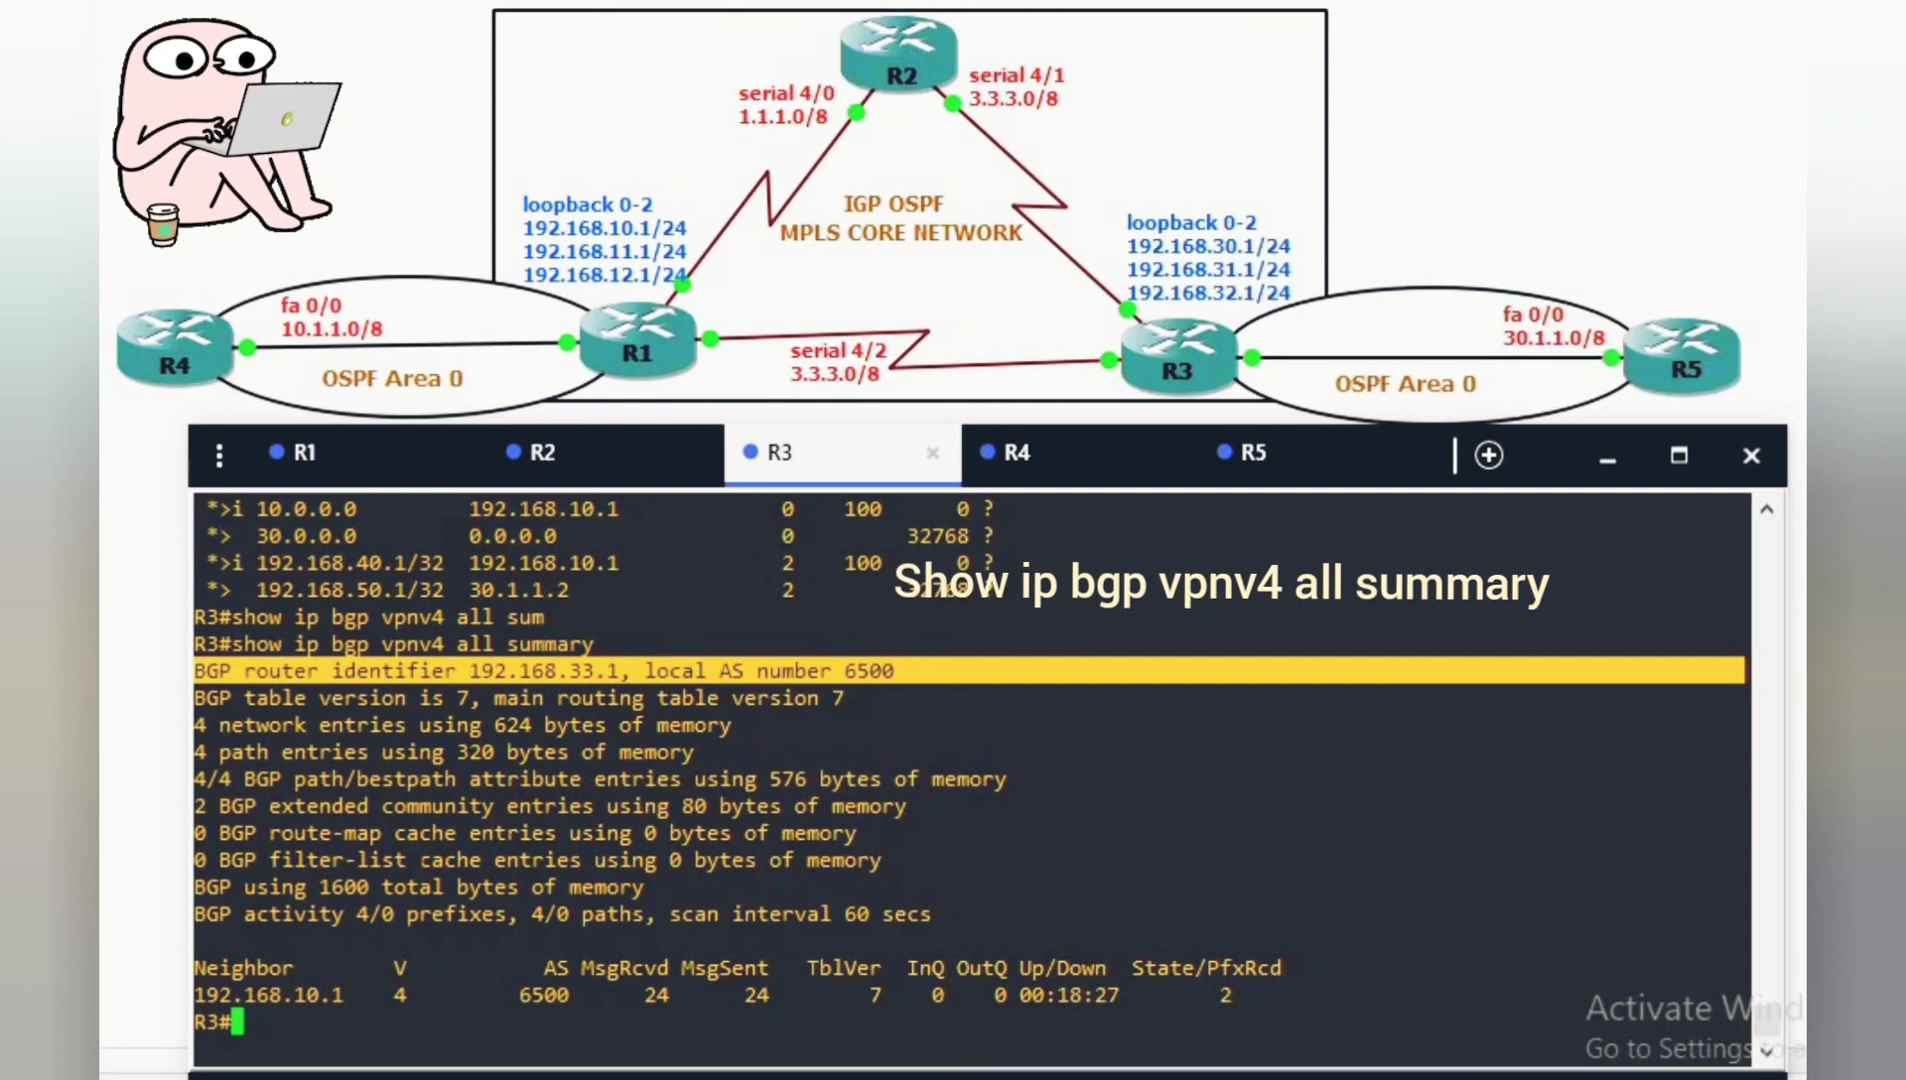 R2
serial 4/0
1.1.1.0/8
serial 4/1
3.3.3.0/8
IGP OSPF
MPLS CORE NETWORK
loopback 0-2
192.168.10.1/24
192.168.11.1/24
192.168.12.1/24
loopback 0-2
192.168.30.1/24
192.168.31.1/24
192.168.32.1/24
fa 0/0
10.1.1.0/8
R4
OSPF Area 0
R1
serial 4/2
3.3.3.0/8
R3
fa 0/0
30.1.1.0/8
OSPF Area 0
R5
R1 R2 R3 R4 R5
*>i 10.0.0.0 192.168.10.1 0 100 0 ?
*> 30.0.0.0 0.0.0.0 0 32768 ?
*>i 192.168.40.1/32 192.168.10.1 2 100 0 ?
*> 192.168.50.1/32 30.1.1.2 2
Show ip bgp vpnv4 all summary
R3#show ip bgp vpnv4 all sum
R3#show ip bgp vpnv4 all summary
BGP router identifier 192.168.33.1, local AS number 6500
BGP table version is 7, main routing table version 7
4 network entries using 624 bytes of memory
4 path entries using 320 bytes of memory
4/4 BGP path/bestpath attribute entries using 576 bytes of memory
2 BGP extended community entries using 80 bytes of memory
0 BGP route-map cache entries using 0 bytes of memory
0 BGP filter-list cache entries using 0 bytes of memory
BGP using 1600 total bytes of memory
BGP activity 4/0 prefixes, 4/0 paths, scan interval 60 secs
Neighbor V AS MsgRcvd MsgSent TblVer InQ OutQ Up/Down State/PfxRcd
192.168.10.1 4 6500 24 24 7 0 0 00:18:27 2
R3#
Activate Wind
Go to Settings to a